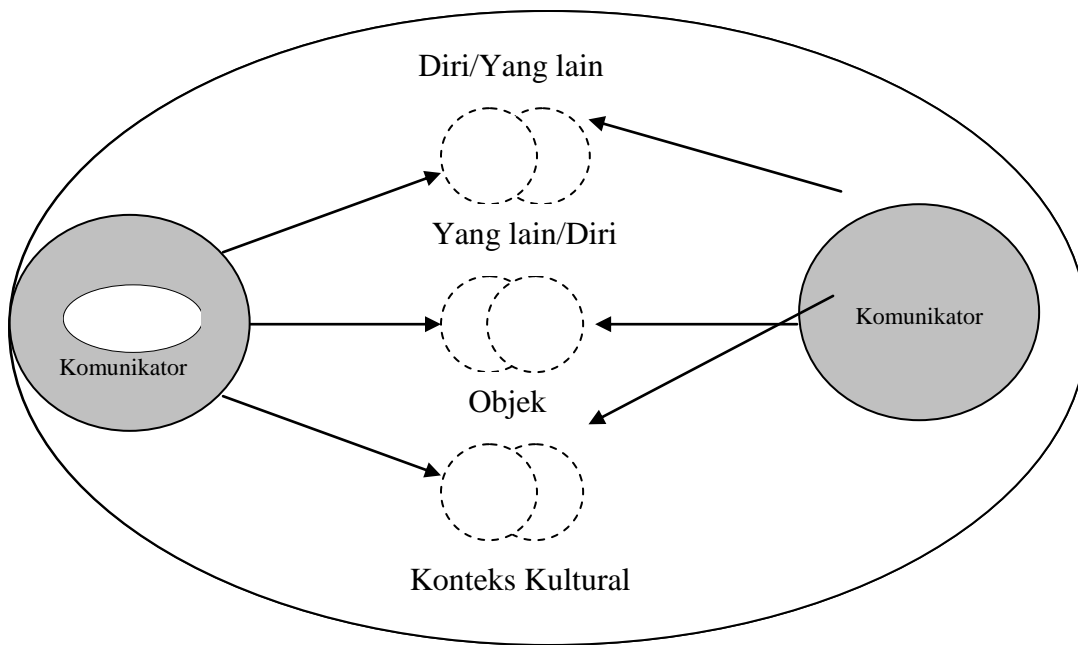 Diri/Yang lain
Yang lain/Diri
Komunikator
Komunikator
Objek
Konteks Kultural